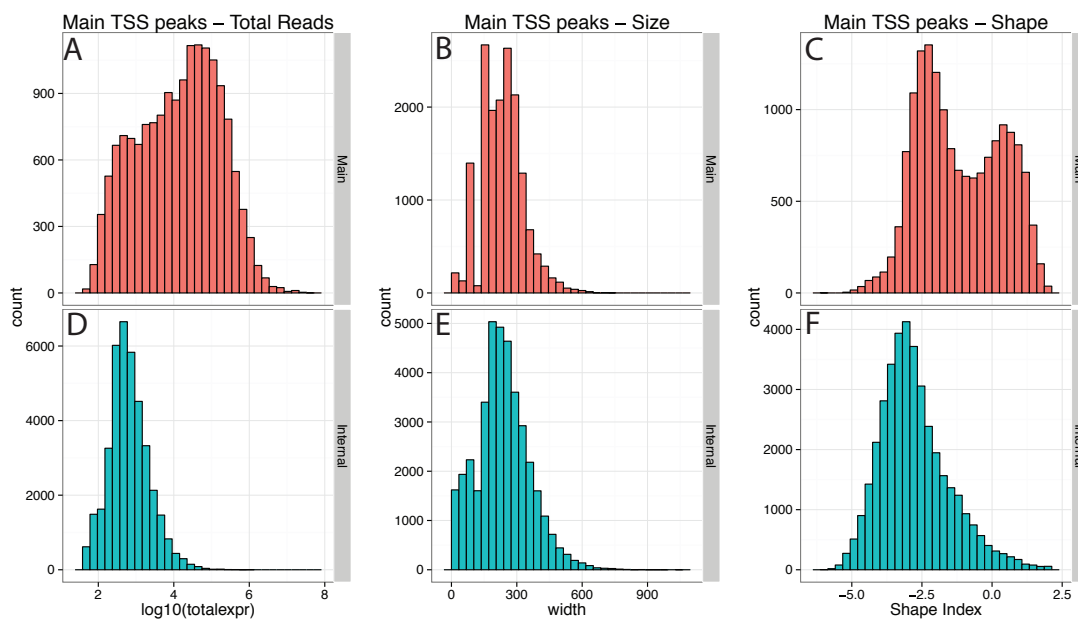 Main TSS peaks – Total Reads
Main TSS peaks – Size
Main TSS peaks – Shape
A
B
C
900
600
300
0
Main
2000
1000
0
Main
1000
500
0
count
count
count
D
E
F
6000
4000
2000
0
Internal
5000
4000
3000
2000
1000
0
Internal
4000
3000
2000
1000
0
2
4
6
8
0
300
600
900
−5.0
−2.5
0.0
2.5
log10(totalexpr)
width
Shape Index